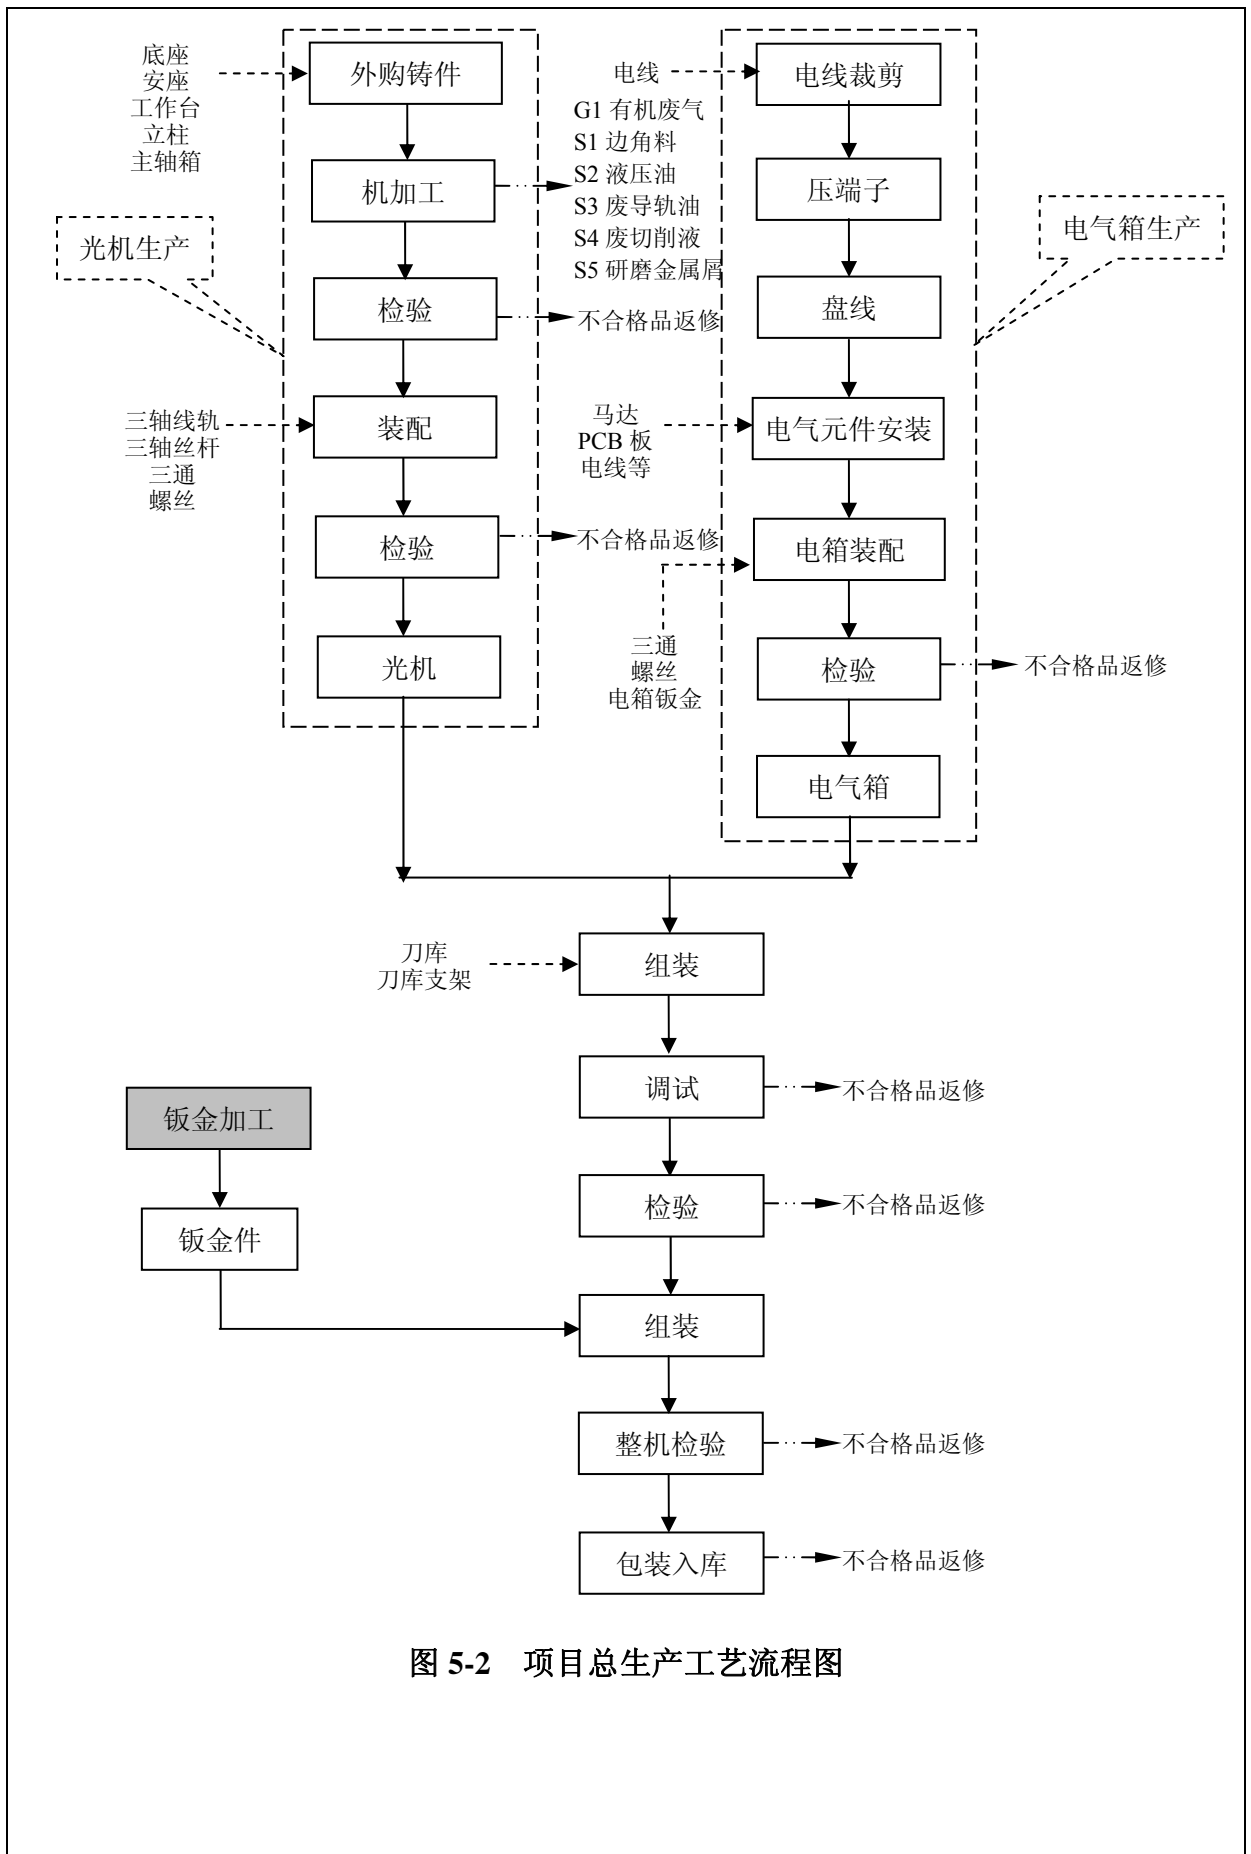 底座
安座
工作台
立柱
主轴箱
外购铸件
机加工
G1 有机废气
S1 边角料
S2 液压油
S3 废导轨油
S4 废切削液
S5 研磨金属屑
光机生产
检验
不合格品返修
三轴线轨
三轴丝杆
三通
螺丝
装配
检验
不合格品返修
光机
电线
电线裁剪
压端子
电气箱生产
盘线
马达
PCB 板
电线等
电气元件安装
电箱装配
三通
螺丝
电箱钣金
检验
不合格品返修
电气箱
刀库
刀库支架
组装
调试
不合格品返修
钣金加工
检验
不合格品返修
钣金件
组装
整机检验
不合格品返修
包装入库
不合格品返修
图 5-2 项目总生产工艺流程图